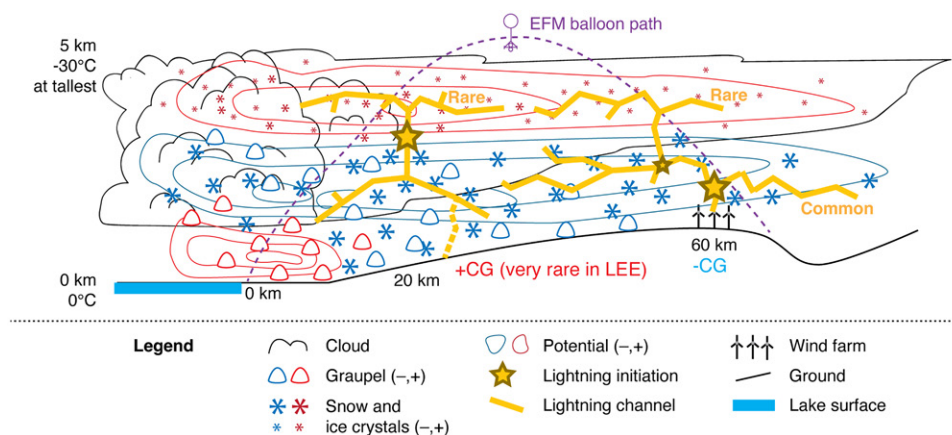 EFM balloon path
5 km
-30°C
at tallest
Rare
Rare
Common
60 km
-CG
+CG (very rare in LEE)
20 km
0 km
0 km
0°C
Legend
Cloud
Potential (−,+)
Wind farm
Graupel (−,+)
Lightning initiation
Ground
Snow and
ice crystals (−,+)
Lightning channel
Lake surface